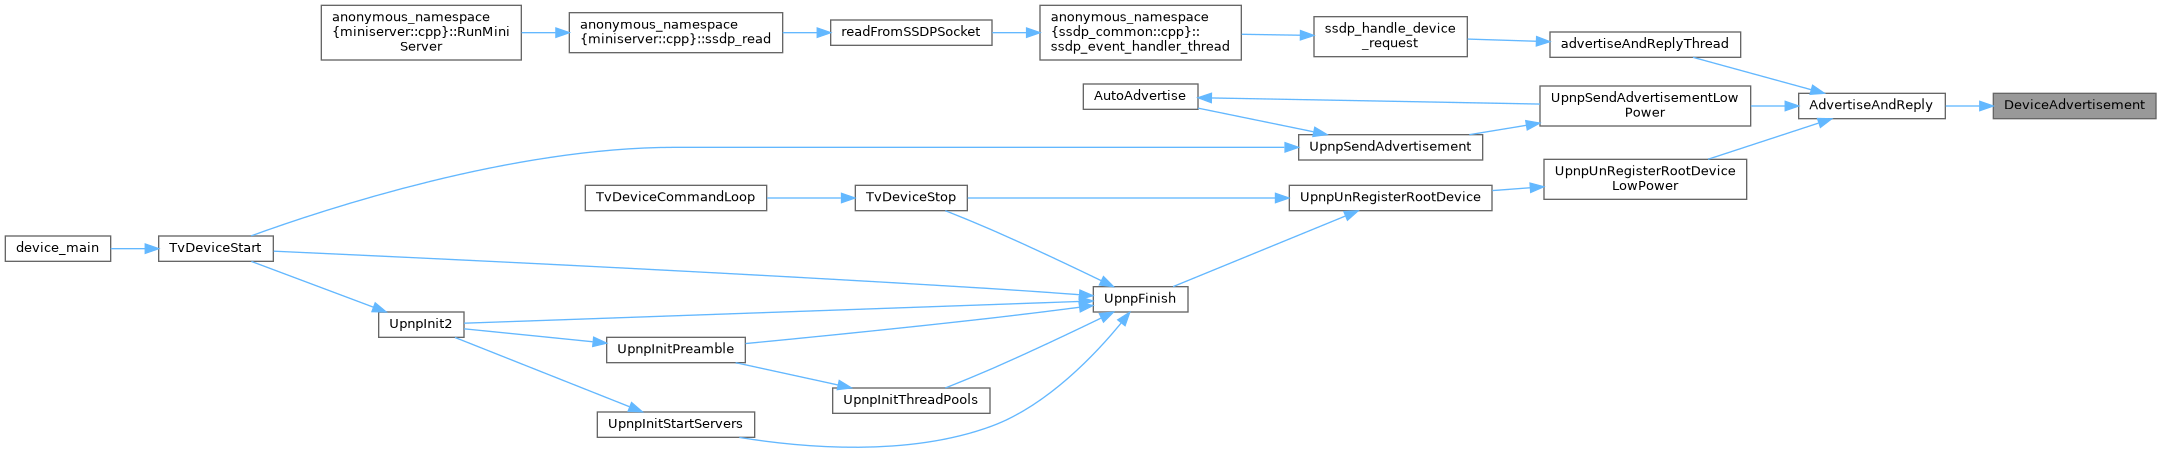 anonymous_namespace
{miniserver::cpp}::RunMini
Server
anonymous_namespace
{miniserver::cpp}::ssdp_read
readFromSSDPSocket
anonymous_namespace
{ssdp_common::cpp}::
ssdp_event_handler_thread
ssdp_handle_device
_request
advertiseAndReplyThread
AutoAdvertise
UpnpSendAdvertisementLow
Power
AdvertiseAndReply
DeviceAdvertisement
UpnpSendAdvertisement
UpnpUnRegisterRootDevice
LowPower
TvDeviceCommandLoop
TvDeviceStop
UpnpUnRegisterRootDevice
device_main
TvDeviceStart
UpnpFinish
UpnpInit2
UpnpInitPreamble
UpnpInitThreadPools
UpnpInitStartServers